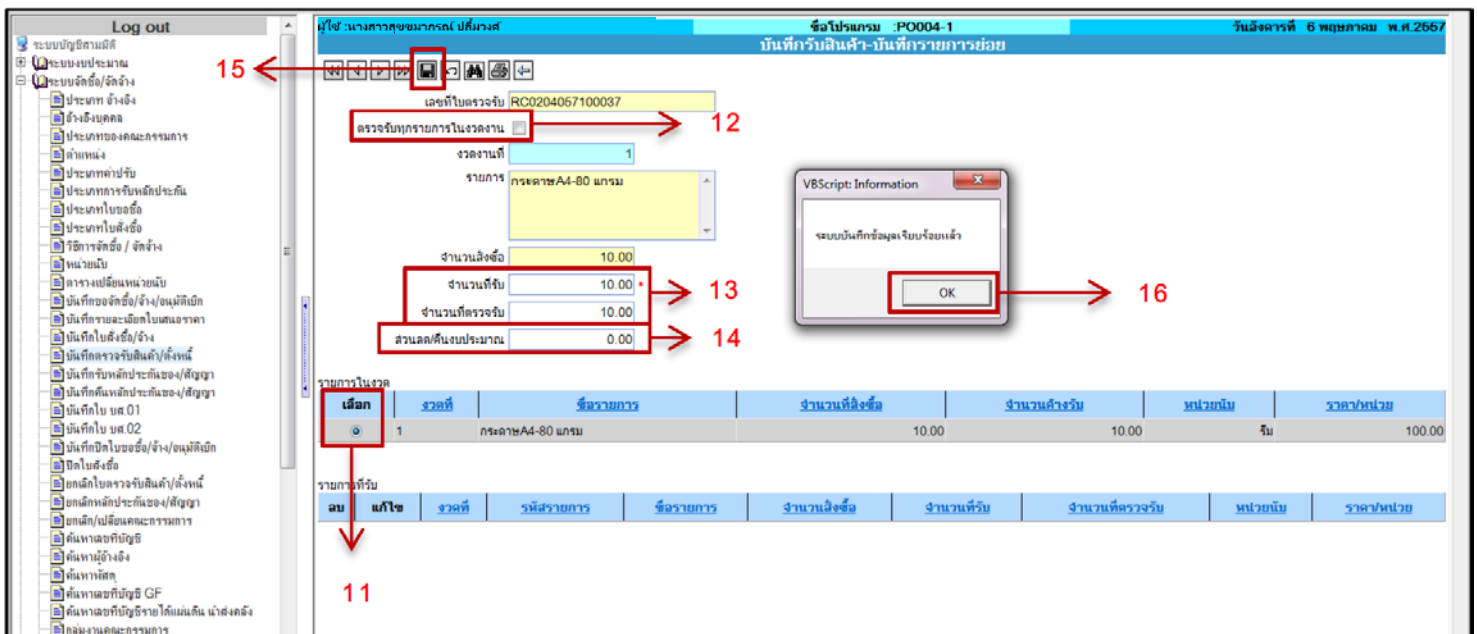 Log out
ระบบบัญชีสามมิติ
ระบบงบประมาณ
ระบบจัดซื้อ/จัดจ้าง
ประเภท อ้างอิง
อ้างอิงบุคคล
ประเภทของคณะกรรมการ
ตำแหน่ง
ประเภทค่าปรับ
ประเภทการรับหลักประกัน
ประเภทใบขอซื้อ
ประเภทใบสั่งซื้อ
วิธีการจัดซื้อ / จัดจ้าง
หน่วยนับ
ตารางเปลี่ยนหน่วยนับ
บันทึกขอจัดซื้อ/จ้าง/อนุมัติเบิก
บันทึกรายละเอียดใบเสนอราคา
บันทึกใบสั่งซื้อ/จ้าง
บันทึกตรวจรับสินค้า/ตั้งหนี้
บันทึกรับหลักประกันซอง/สัญญา
บันทึกคืนหลักประกันซอง/สัญญา
บันทึกใบ บศ.01
บันทึกใบ บศ.02
บันทึกปิดใบขอซื้อ/จ้าง/อนุมัติเบิก
ปิดใบสั่งซื้อ
ยกเลิกใบตรวจรับสินค้า/ตั้งหนี้
ยกเลิกหลักประกันซอง/สัญญา
ยกเลิก/เปลี่ยนคณะกรรมการ
ค้นหาเลขที่บัญชี
ค้นหาผู้อ้างอิง
ค้นหาพัสดุ
ค้นหาเลขที่บัญชี GF
ค้นหาเลขที่บัญชีรายได้แผ่นดิน นำส่งคลัง
กลุ่มงานคณะกรรมการ
ผู้ใช้ :นางสาวสุขขมาภรณ์ ปลื้มวงศ์ ชื่อโปรแกรม :PO004-1 วันอังคารที่ 6 พฤษภาคม พ.ศ.2557
บันทึกรับสินค้า-บันทึกรายการย่อย
15
เลขที่ใบตรวจรับ RC0204057100037
ตรวจรับทุกรายการในงวดงาน 12
งวดงานที่ 1
รายการ กระดาษA4-80 แกรม
จำนวนสั่งซื้อ 10.00
จำนวนที่รับ 10.00 * 13
จำนวนที่ตรวจรับ 10.00
ส่วนลด/คืนงบประมาณ 0.00 14
VBScript: Information
ระบบบันทึกข้อมูลเรียบร้อยแล้ว
OK 16
รายการในงวด
เลือก งวดที่ ชื่อรายการ จำนวนที่สั่งซื้อ จำนวนค้างรับ หน่วยนับ ราคา/หน่วย
1 กระดาษA4-80 แกรม 10.00 10.00 รีม 100.00
รายการที่รับ
ลบ แก้ไข งวดที่ รหัสรายการ ชื่อรายการ จำนวนสั่งซื้อ จำนวนที่รับ จำนวนที่ตรวจรับ หน่วยนับ ราคา/หน่วย
11